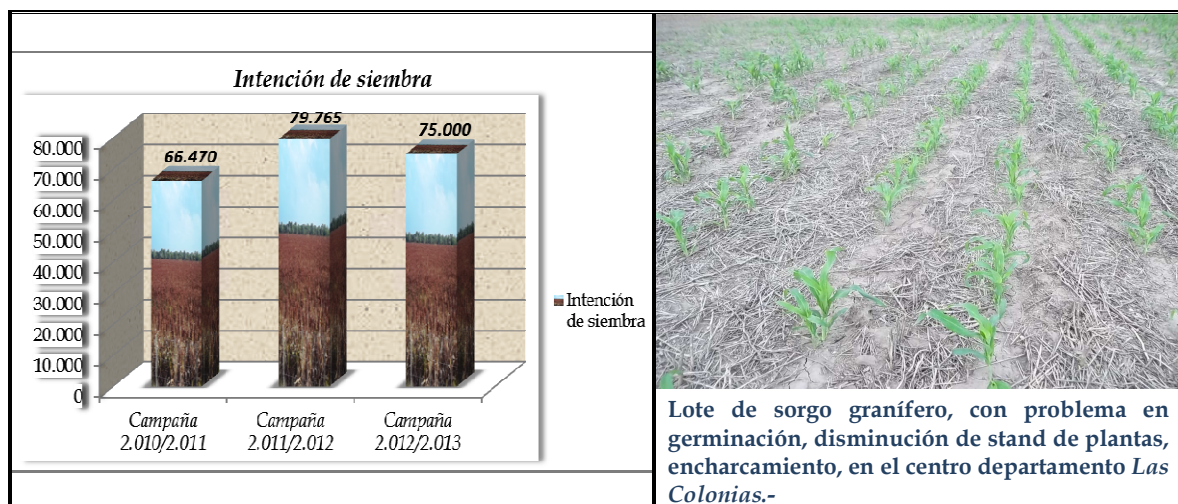 Intención de siembra
80.000
70.000
60.000
50.000
40.000
30.000
20.000
10.000
0
66.470
79.765
75.000
Campaña
2.010/2.011
Campaña
2.011/2.012
Campaña
2.012/2.013
Intención
de siembra
Lote de sorgo granífero, con problema en
germinación, disminución de stand de plantas,
encharcamiento, en el centro departamento Las
Colonias.-